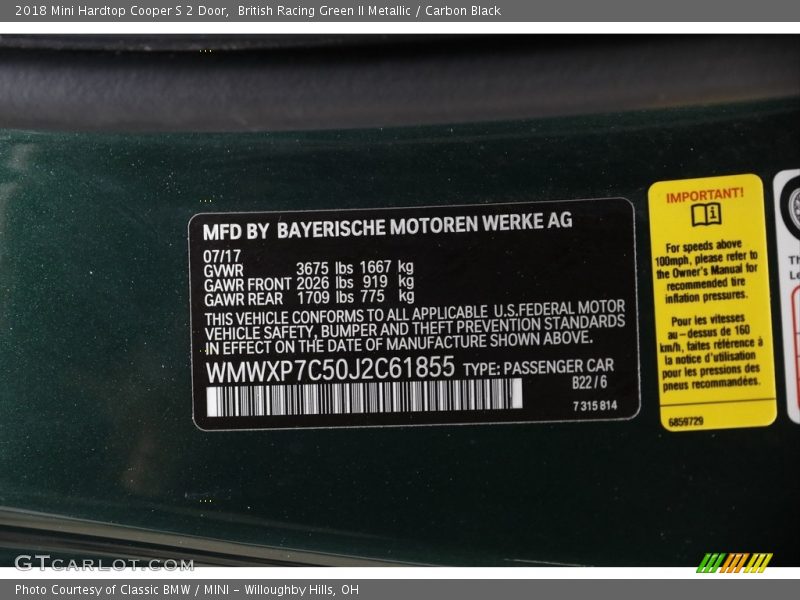 2018 Mini Hardtop Cooper S 2 Door,  British Racing Green II Metallic / Carbon Black
MFD BY BAYERISCHE MOTOREN WERKE AG
07/17
GVWR 3675 lbs 1667 kg
GAWR FRONT 2026 lbs 919 kg
GAWR REAR 1709 lbs 775 kg
THIS VEHICLE CONFORMS TO ALL APPLICABLE U.S.FEDERAL MOTOR
VEHICLE SAFETY, BUMPER AND THEFT PREVENTION STANDARDS
IN EFFECT ON THE DATE OF MANUFACTURE SHOWN ABOVE.
WMWXP7C50J2C61855 TYPE: PASSENGER CAR
B22 / 6
7 315 814
IMPORTANT!
For speeds above
100mph, please refer to
the Owner's Manual for
recommended tire
inflation pressures.
Pour les vitesses
au-dessus de 160
km/h, faites référence à
la notice d'utilisation
pour les pressions des
pneus recommandées.
6859729
Th
Le
GTCARLOT.COM
Photo Courtesy of Classic BMW / MINI - Willoughby Hills, OH